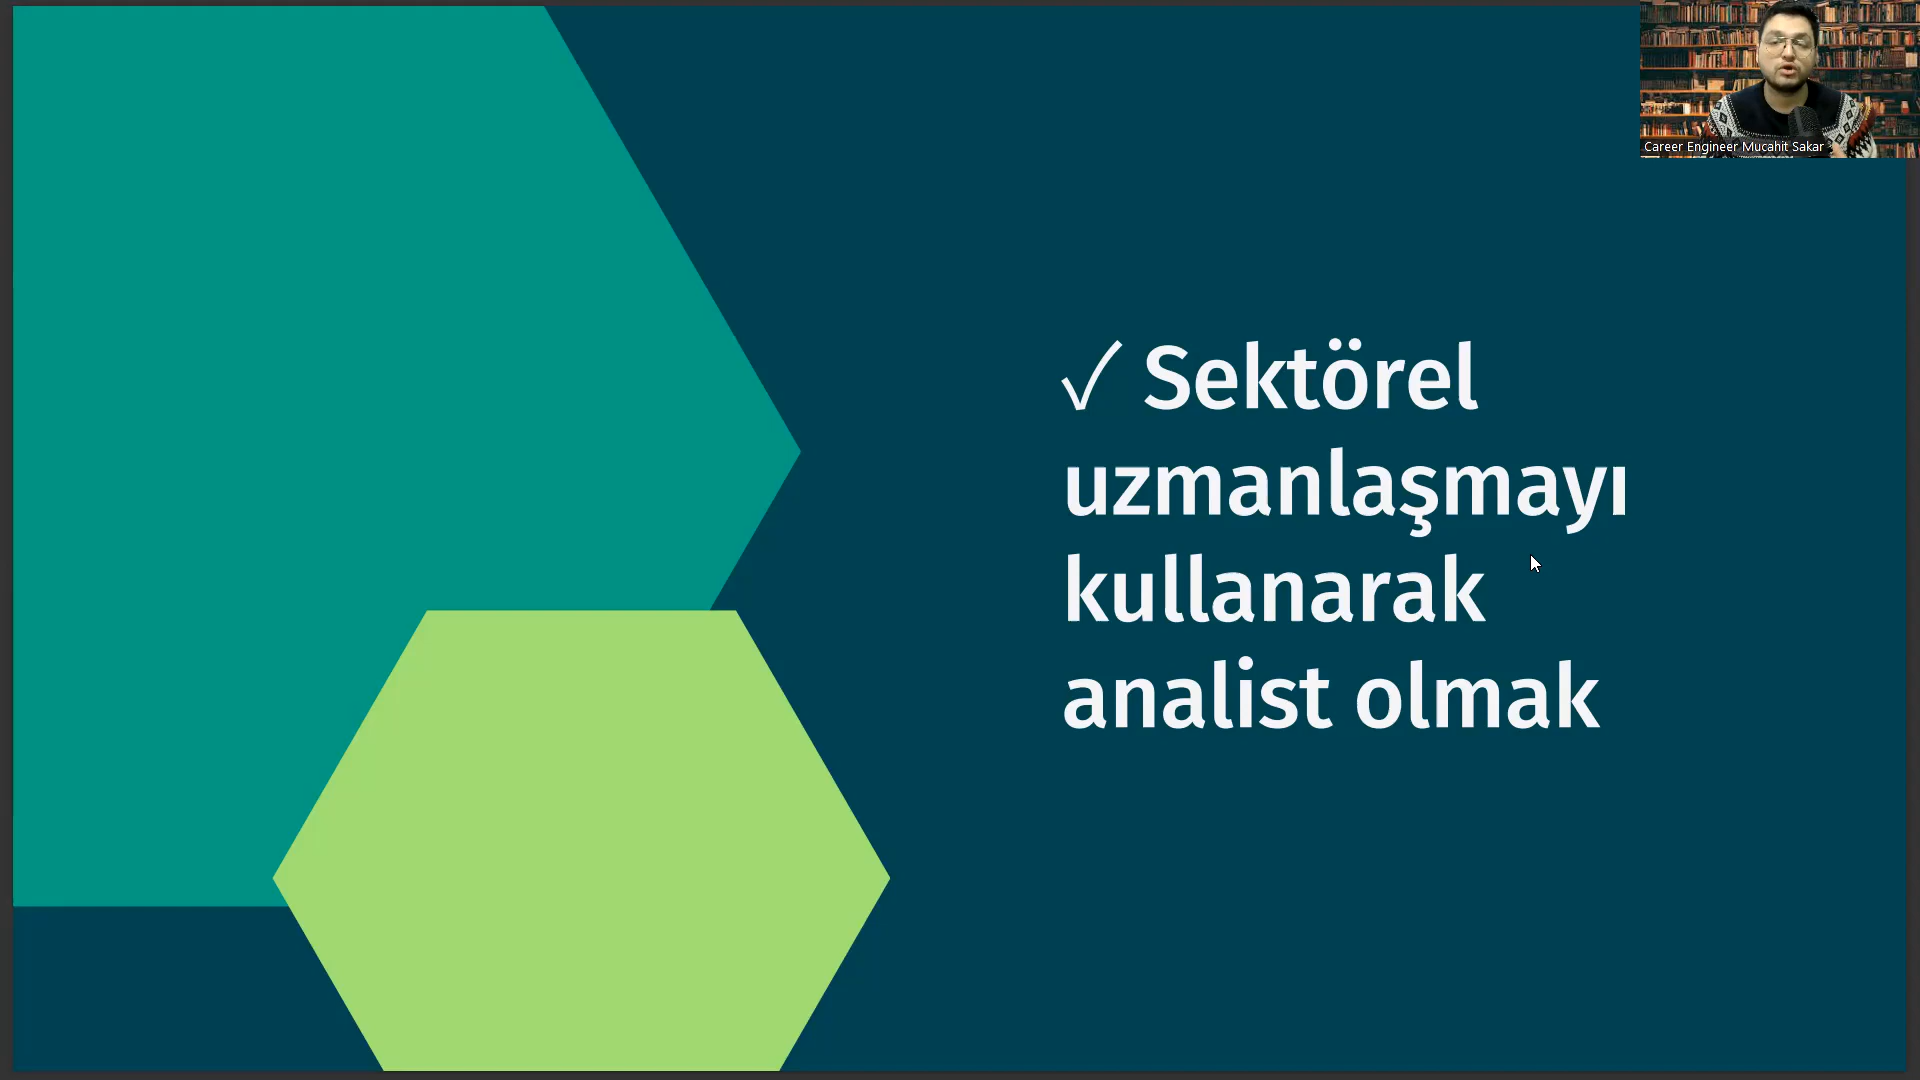 Career Engineer Mucahit Sakar
✓ Sektörel
uzmanlaşmayı
kullanarak
analist olmak